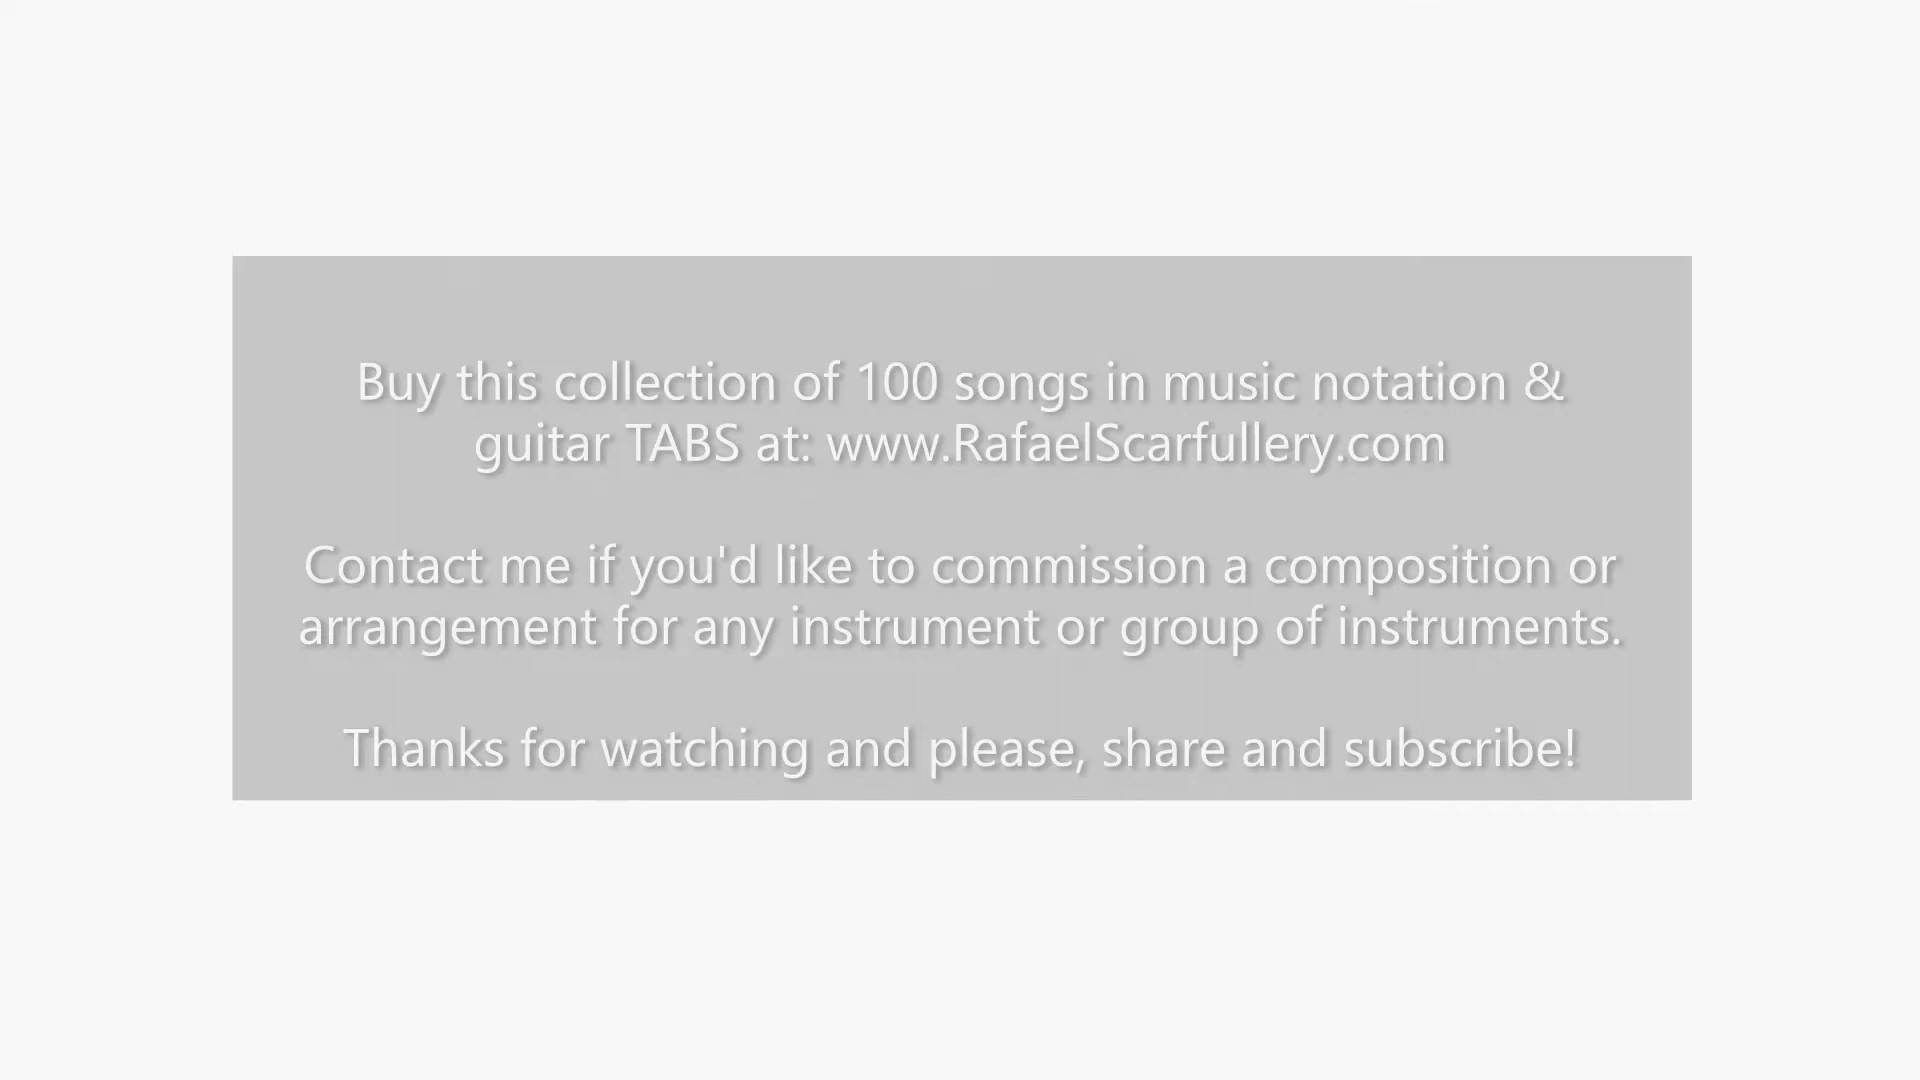 Buy this collection of 100 songs in music notation &
guitar TABS at: www.RafaelScarfullery.com
Contact me if you'd like to commission a composition or
arrangement for any instrument or group of instruments.
Thanks for watching and please, share and subscribe!